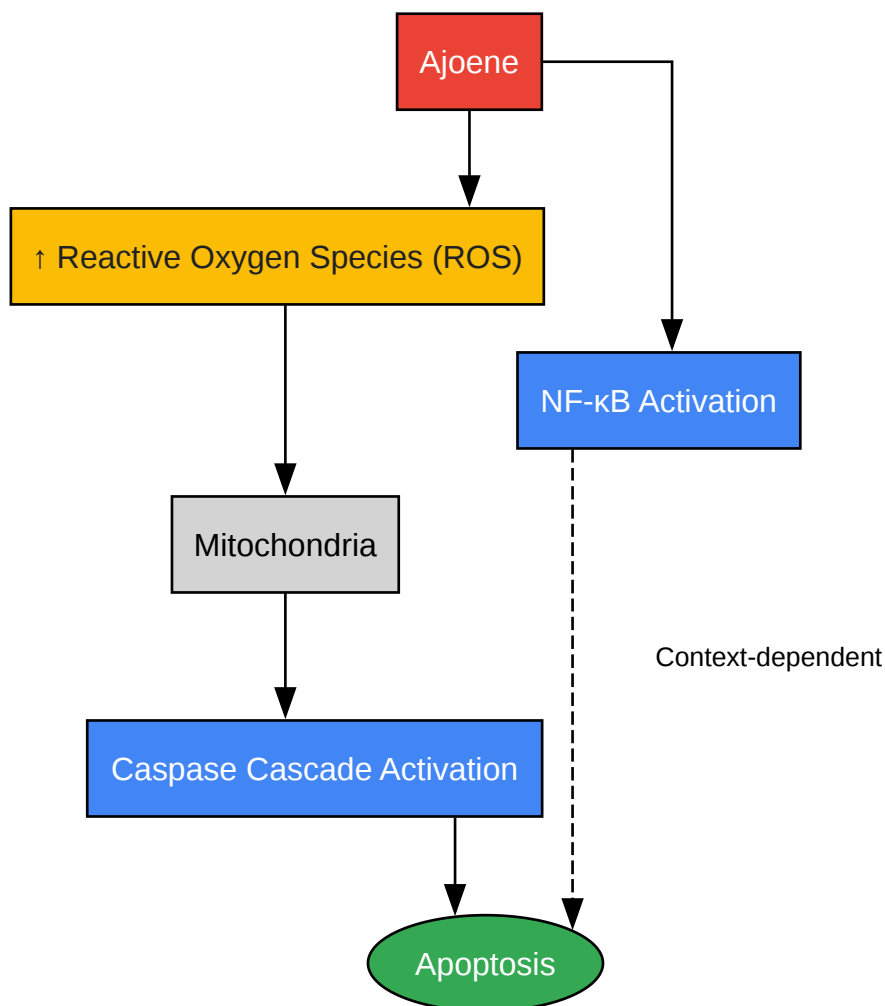 Ajoene
↑ Reactive Oxygen Species (ROS)
NF-κB Activation
Mitochondria
Context-dependent
Caspase Cascade Activation
Apoptosis